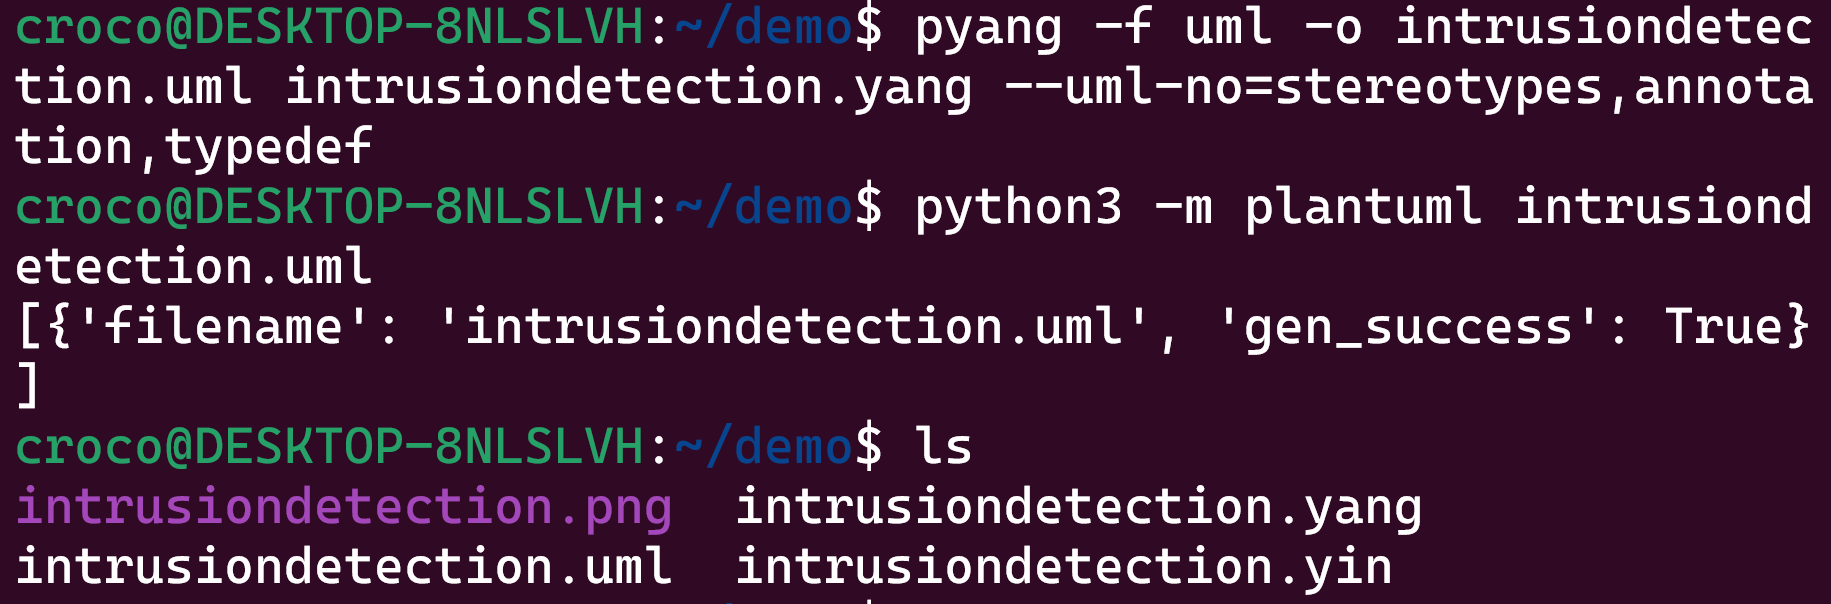 croco@DESKTOP-8NLSLVH:~/demo$ pyang -f uml -o intrusiondetec
tion.uml intrusiondetection.yang --uml-no=stereotypes,annota
tion,typedef
croco@DESKTOP-8NLSLVH:~/demo$ python3 -m plantuml intrusiond
etection.uml
[{'filename': 'intrusiondetection.uml', 'gen_success': True}
]
croco@DESKTOP-8NLSLVH:~/demo$ ls
intrusiondetection.png  intrusiondetection.yang
intrusiondetection.uml  intrusiondetection.yin